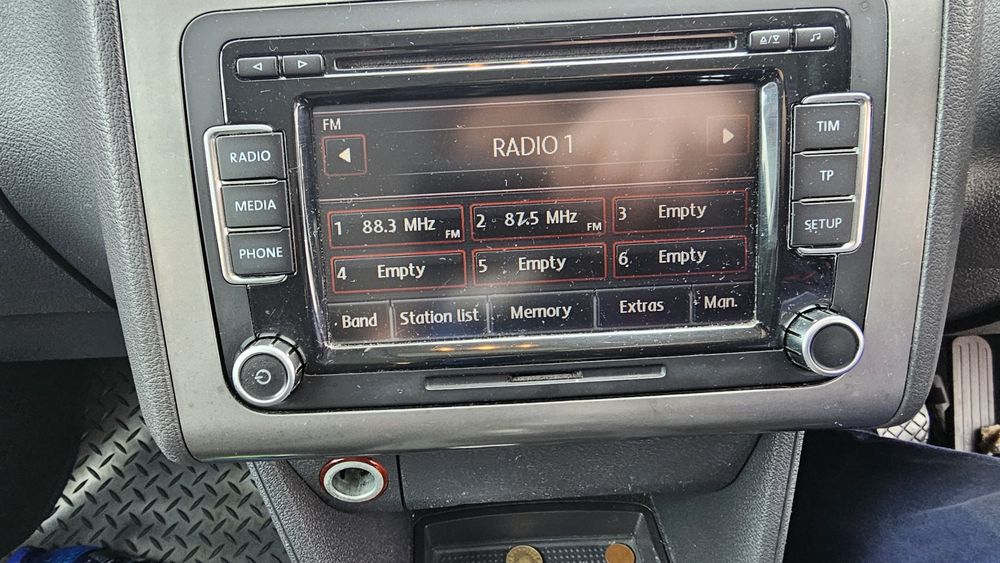 FM
RADIO 1
RADIO
MEDIA
PHONE
TIM
TP
SETUP
1 88.3 MHz FM
2 87.5 MHz FM
3 Empty
4 Empty
5 Empty
6 Empty
Band
Station list
Memory
Extras
Man.